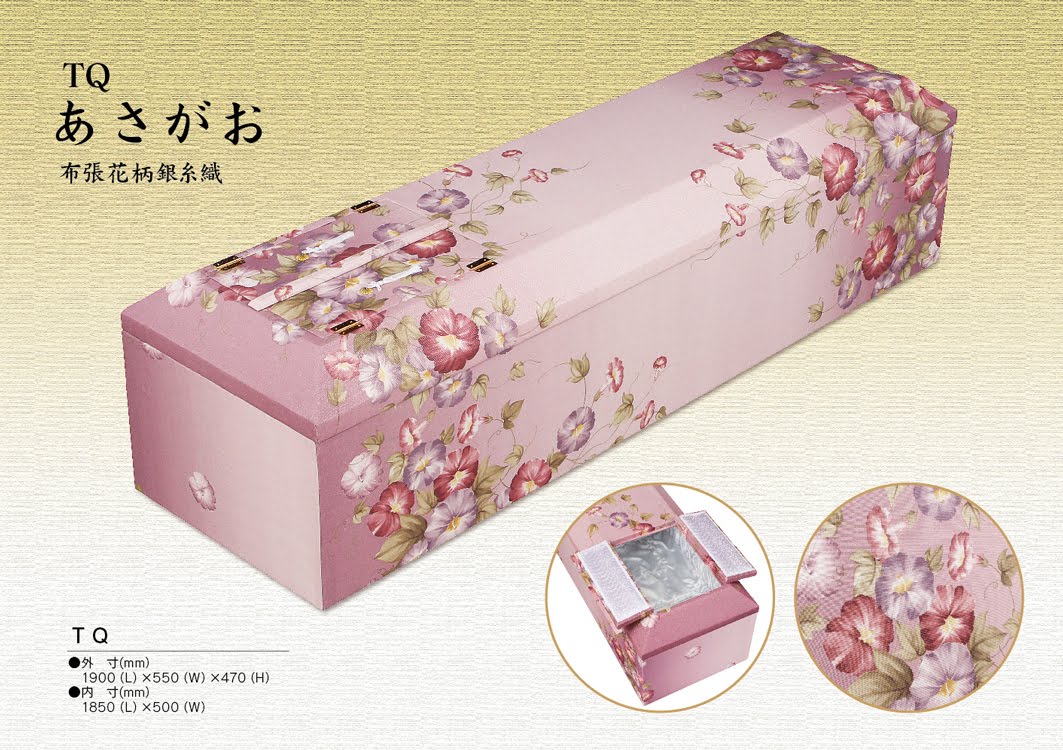 TQ
あさがお
布張花柄銀糸織
TQ
●外　寸(mm)
1900 (L) ×550 (W) ×470 (H)
●内　寸(mm)
1850 (L) ×500 (W)